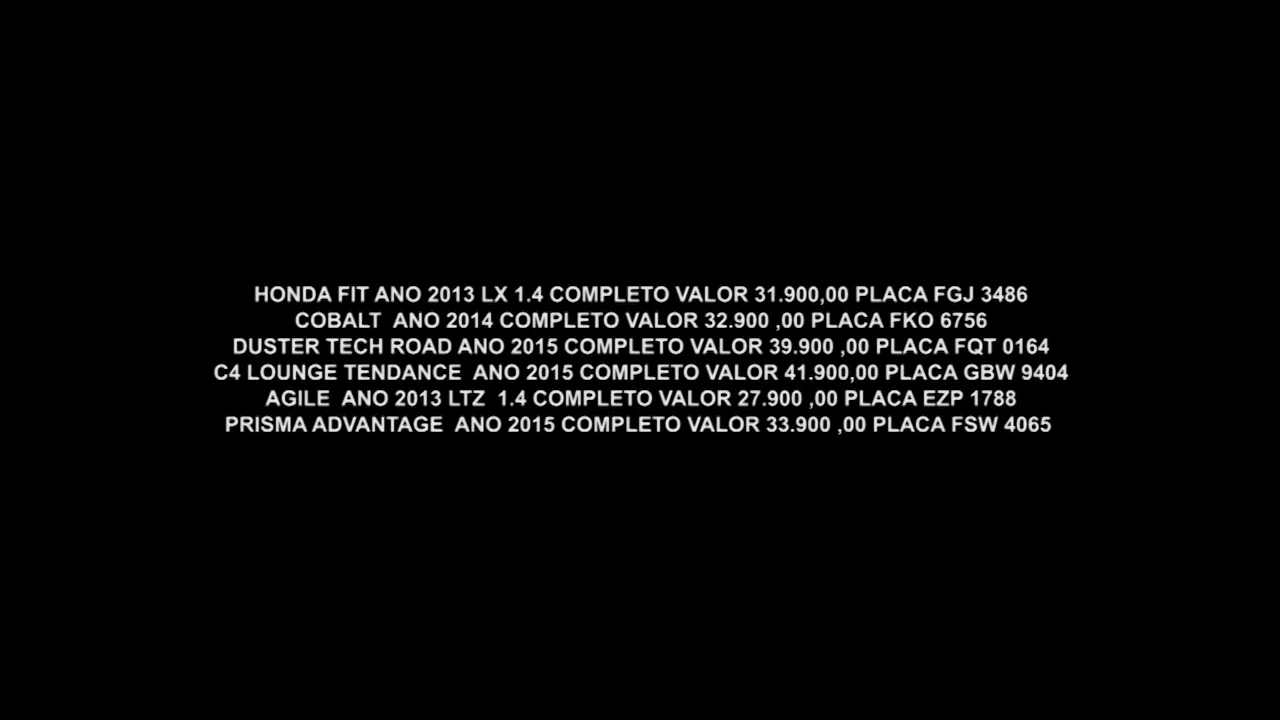 HONDA FIT ANO 2013 LX 1.4 COMPLETO VALOR 31.900,00 PLACA FGJ 3486
COBALT  ANO 2014 COMPLETO VALOR 32.900 ,00 PLACA FKO 6756
DUSTER TECH ROAD ANO 2015 COMPLETO VALOR 39.900 ,00 PLACA FQT 0164
C4 LOUNGE TENDANCE  ANO 2015 COMPLETO VALOR 41.900,00 PLACA GBW 9404
AGILE  ANO 2013 LTZ  1.4 COMPLETO VALOR 27.900 ,00 PLACA EZP 1788
PRISMA ADVANTAGE  ANO 2015 COMPLETO VALOR 33.900 ,00 PLACA FSW 4065